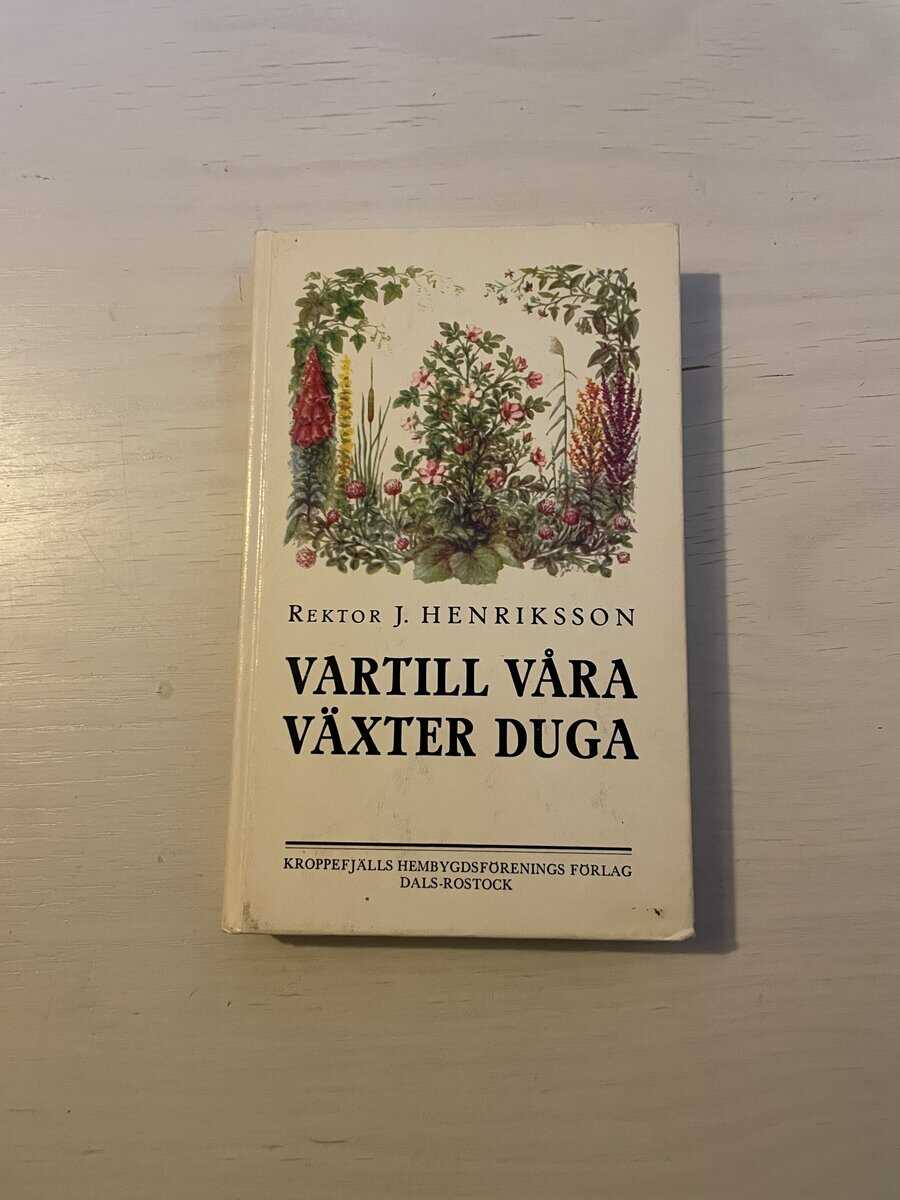 REKTOR J. HENRIKSSON
VARTILL VÅRA
VÄXTER DUGA
KROPPEFJÄLLS HEMBYGDSFÖRENINGS FÖRLAG
DALS-ROSTOCK